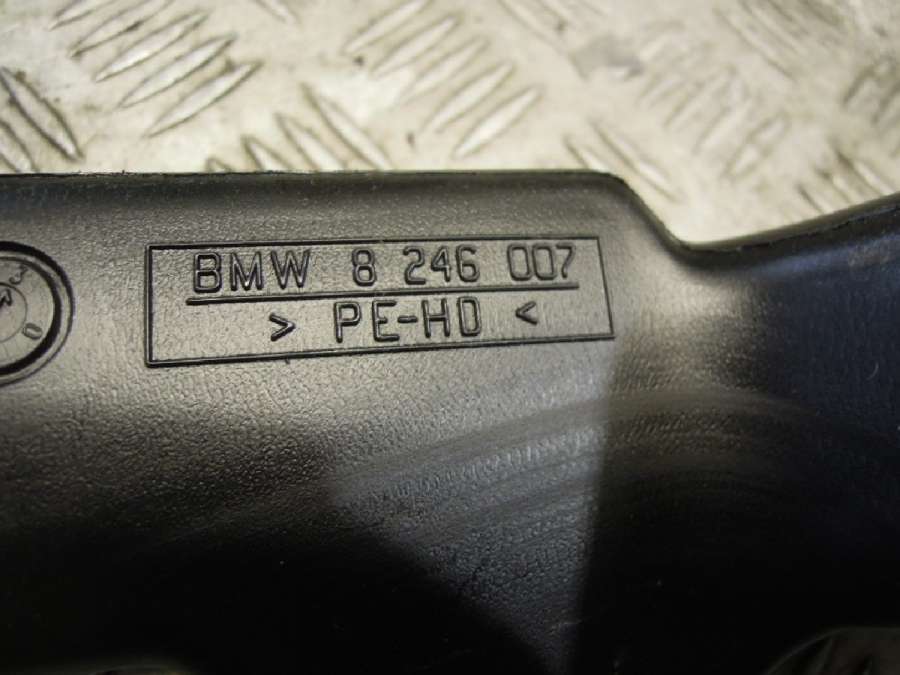 BMW 8 246 007
> PE-HD <